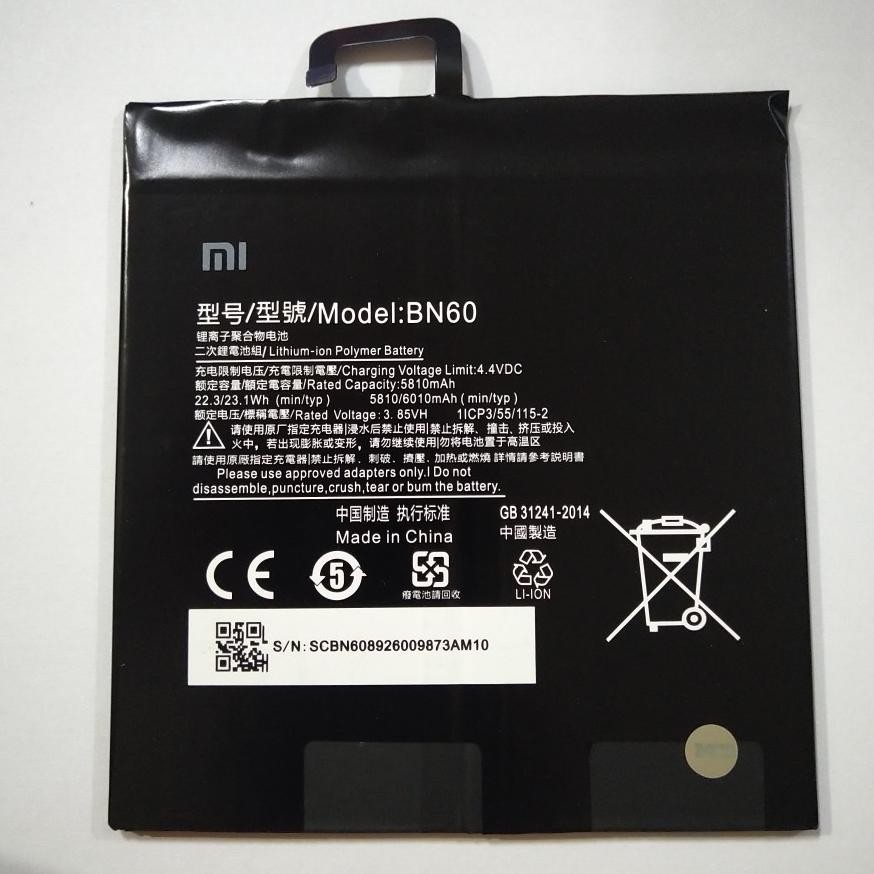 mi
型号/型號/Model:BN60
锂离子聚合物电池
二次鋰電池組/Lithium-ion Polymer Battery
充电限制电压/充電限制電壓/Charging Voltage Limit:4.4VDC
额定容量/額定電容量/Rated Capacity:5810mAh
22.3/23.1Wh (min/typ) 5810/6010mAh (min/typ)
额定电压/標稱電壓/Rated Voltage:3.85VH 1ICP3/55/115-2
请使用原厂指定充电器|浸水后禁止使用|禁止拆解、撞击、挤压或投入
火中，若出现膨胀或变形，请勿继续使用|勿将电池置于高温区
請使用原廠指定充電器|禁止拆解﹑刺破﹑擠壓﹑加热或燃燒 詳情請參考説明書
Please use approved adapters only.I Do not
disassemble,puncture,crush,tear or bum the battery.
中国制造 执行标准 GB 31241-2014
Made in China 中國製造
CE
5
廢電池請回收
LI-ION
S/N:SCBN608926009873AM10